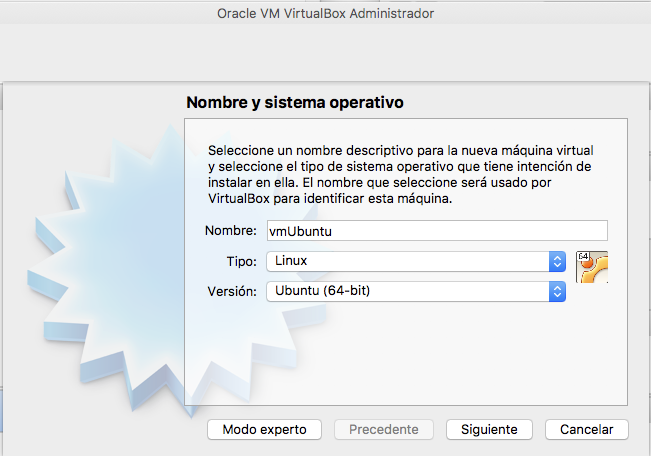 Oracle VM VirtualBox Administrador
Nombre y sistema operativo
Seleccione un nombre descriptivo para la nueva máquina virtual
y seleccione el tipo de sistema operativo que tiene intención de
instalar en ella. El nombre que seleccione será usado por
VirtualBox para identificar esta máquina.
Nombre: vmUbuntu
Tipo: Linux
64
Versión: Ubuntu (64-bit)
Modo experto Precedente Siguiente Cancelar